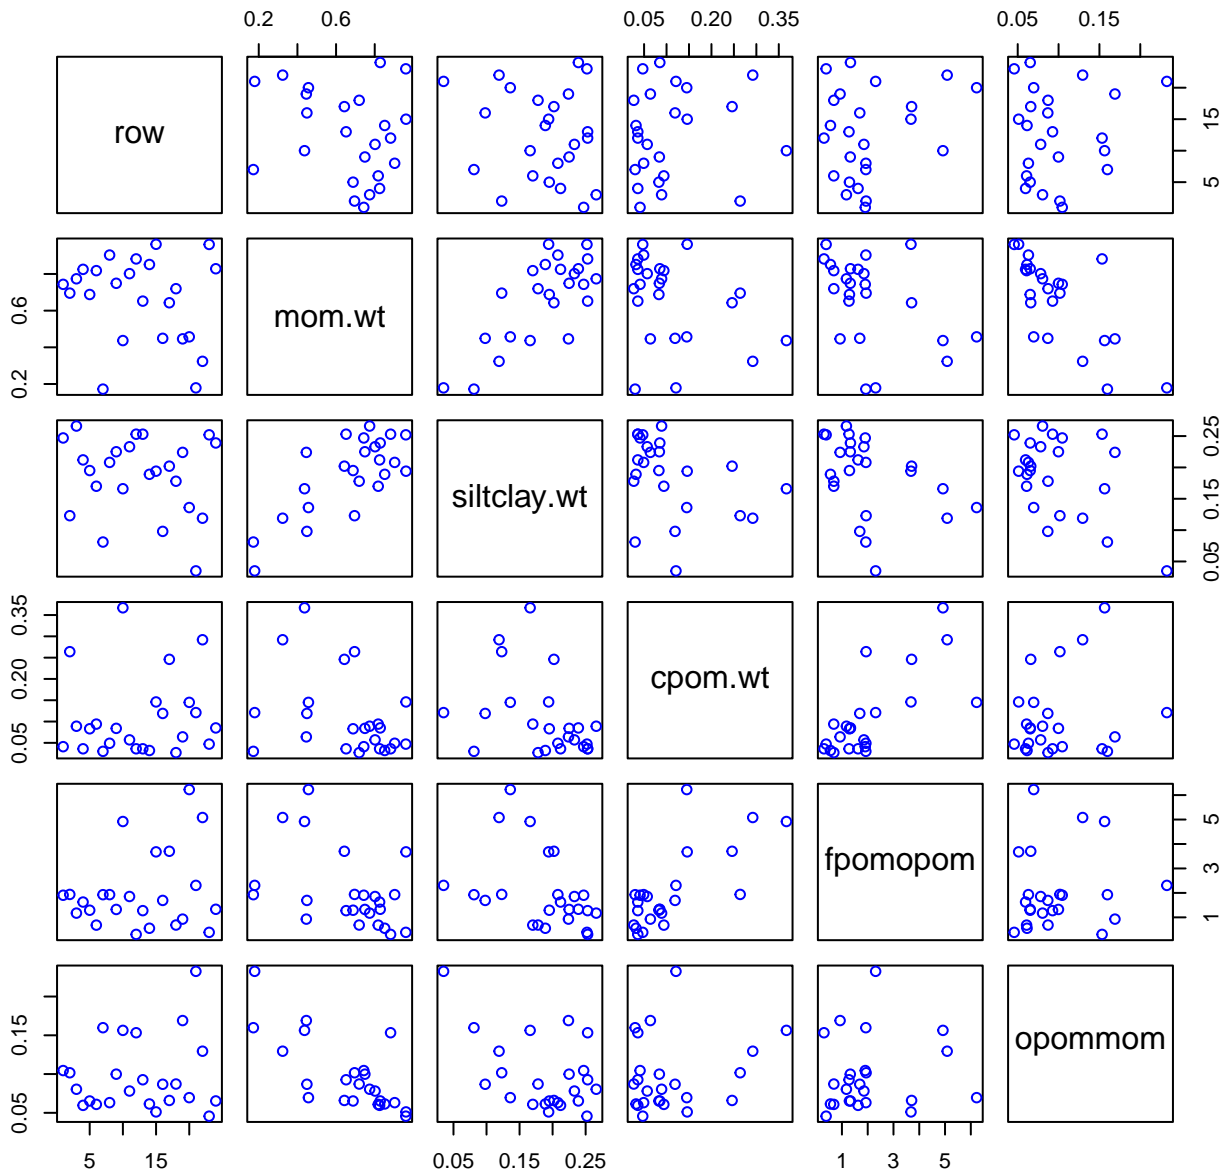 0.2 0.6 0.05 0.20 0.35 0.05 0.15
row 5 15
0.2 0.6 mom.wt
siltclay.wt 0.05 0.15 0.25
0.05 0.20 0.35 cpom.wt
fpomopom 1 3 5
0.05 0.15 opommom
5 15 0.05 0.15 0.25 1 3 5